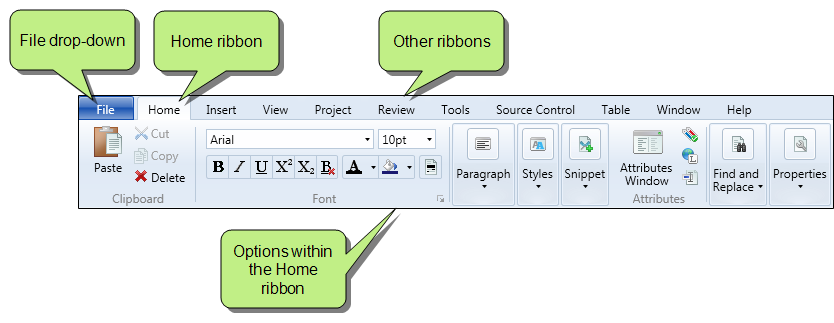 File drop-down
Home ribbon
Other ribbons
File Home Insert View Project Review Tools Source Control Table Window Help
Paste
Cut
Copy
Delete
Clipboard
Arial 10pt
B I U X² X₂ B A
Font
Paragraph
Styles
Snippet
Attributes
Window
Attributes
Find and
Replace
Properties
Options within
the Home
ribbon